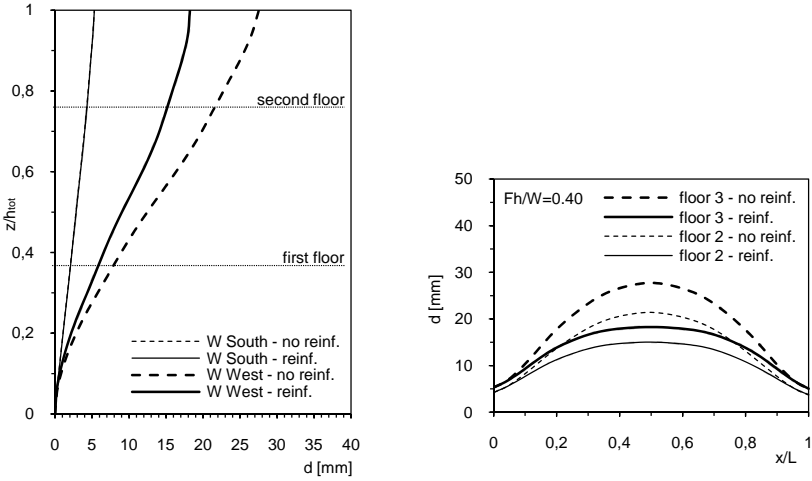 1
0,8
0,6
0,4
0,2
0
z/htot
second floor
first floor
W South - no reinf.
W South - reinf.
W West - no reinf.
W West - reinf.
0 5 10 15 20 25 30 35 40
d [mm]
50
40
30
20
10
0
d [mm]
Fh/W=0.40
floor 3 - no reinf.
floor 3 - reinf.
floor 2 - no reinf.
floor 2 - reinf.
0 0,2 0,4 0,6 0,8 1
x/L